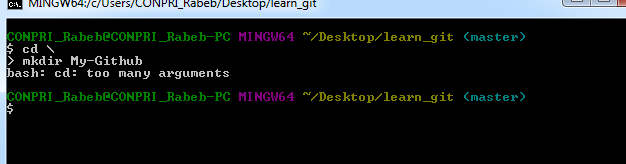 MINGW64:/c/Users/CONPRI_Rabeb/Desktop/learn_git
CONPRI_Rabeb@CONPRI_Rabeb-PC MINGW64 ~/Desktop/learn_git (master)
$ cd \
> mkdir My-Github
bash: cd: too many arguments
CONPRI_Rabeb@CONPRI_Rabeb-PC MINGW64 ~/Desktop/learn_git (master)
$